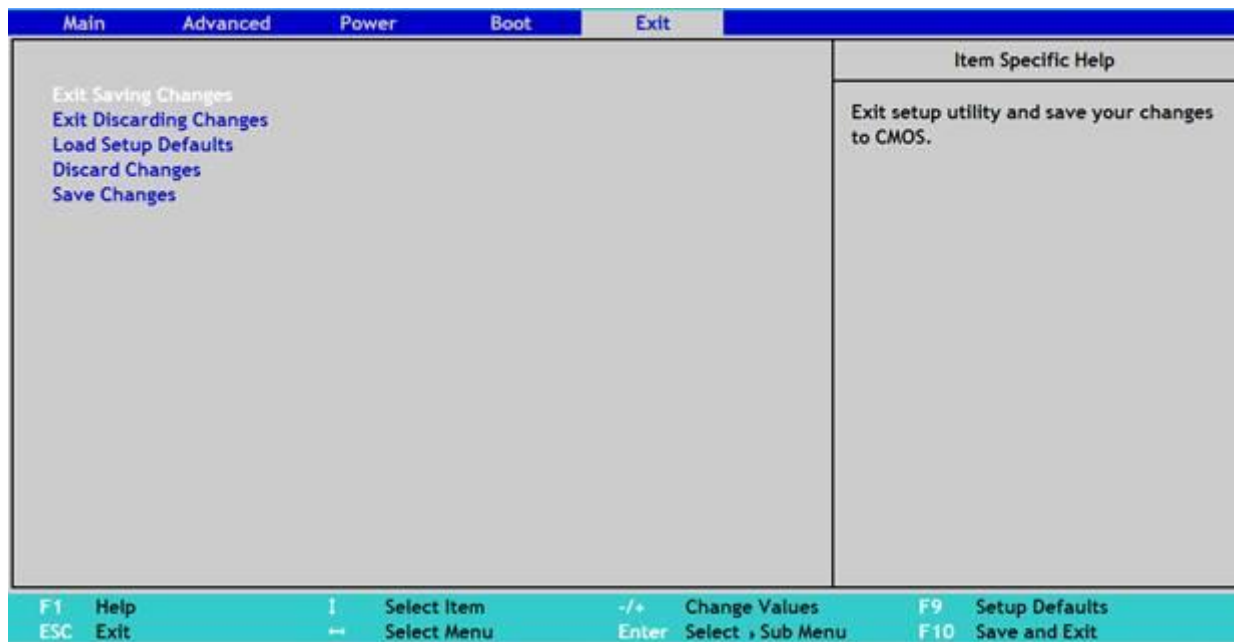 Main Advanced Power Boot Exit
Item Specific Help
Exit Saving Changes
Exit Discarding Changes
Load Setup Defaults
Discard Changes
Save Changes
Exit setup utility and save your changes
to CMOS.
F1 Help ↕ Select Item -/+ Change Values F9 Setup Defaults
ESC Exit ↔ Select Menu Enter Select › Sub Menu F10 Save and Exit